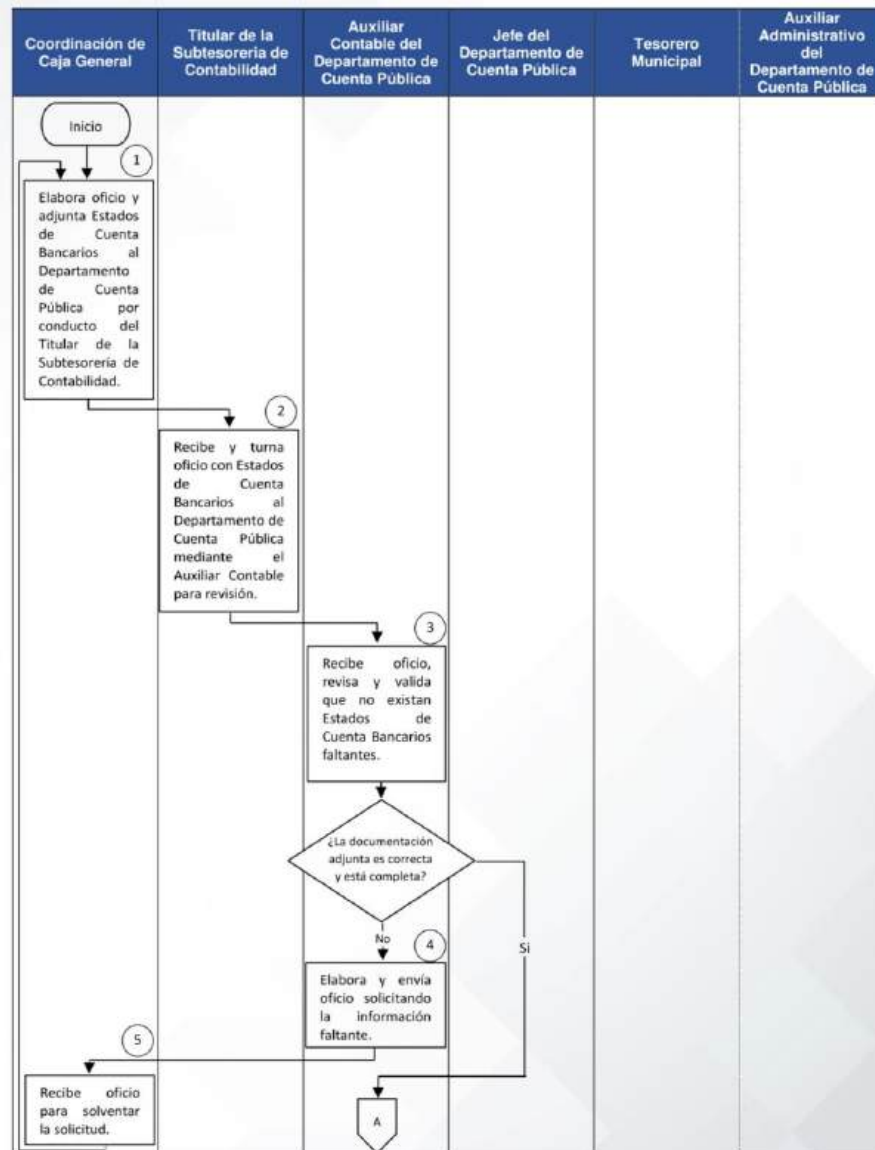 Coordinación de
Caja General
Titular de la
Subtesoreria de
Contabilidad
Auxiliar
Contable del
Departamento de
Cuenta Pública
Jefe del
Departamento de
Cuenta Pública
Tesorero
Municipal
Auxiliar
Administrativo
del
Departamento de
Cuenta Pública
Inicio
1
Elabora oficio y
adjunta Estados
de Cuenta
Bancarios al
Departamento
de Cuenta
Pública por
conducto del
Titular de la
Subtesorería de
Contabilidad.
2
Recibe y turna
oficio con Estados
de Cuenta
Bancarios al
Departamento de
Cuenta Pública
mediante el
Auxiliar Contable
para revisión.
3
Recibe oficio,
revisa y valida
que no existan
Estados de
Cuenta Bancarios
faltantes.
¿La documentación
adjunta es correcta
y está completa?
No
Si
4
Elabora y envía
oficio solicitando
la información
faltante.
5
Recibe oficio
para solventar
la solicitud.
A